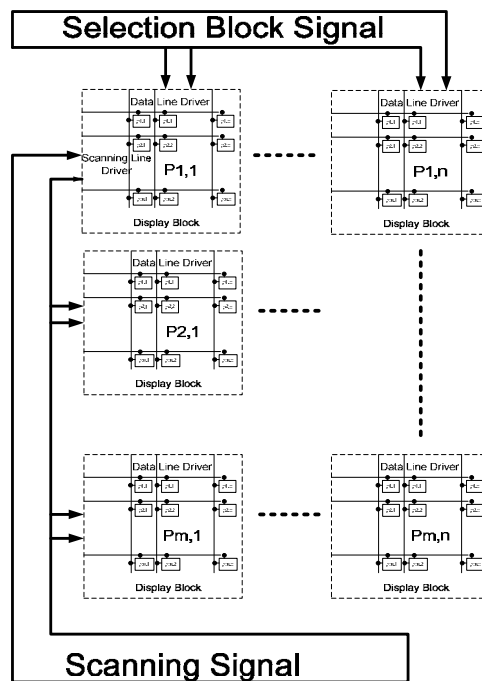 Selection Block Signal
Data Line Driver
Scanning Line
Driver
P1,1
Display Block
Data Line Driver
P1,n
Display Block
Data Line Driver
P2,1
Display Block
Data Line Driver
Pm,1
Display Block
Data Line Driver
Pm,n
Display Block
Scanning Signal